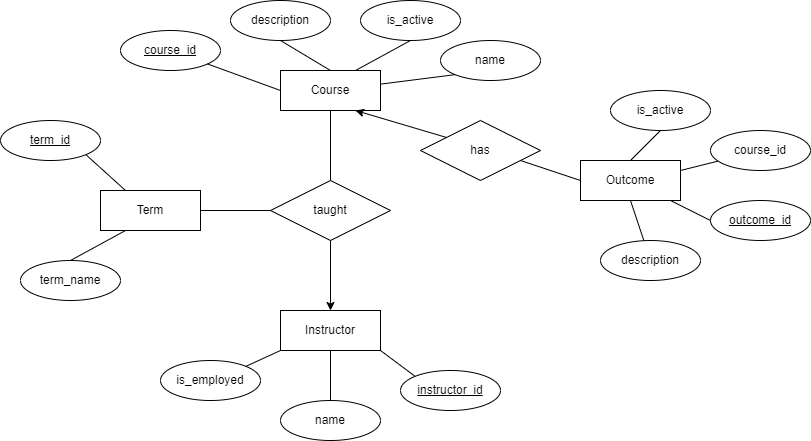 description
is_active
course_id
name
Course
is_active
term_id
has
course_id
Outcome
Term
taught
outcome_id
description
term_name
Instructor
is_employed
instructor_id
name